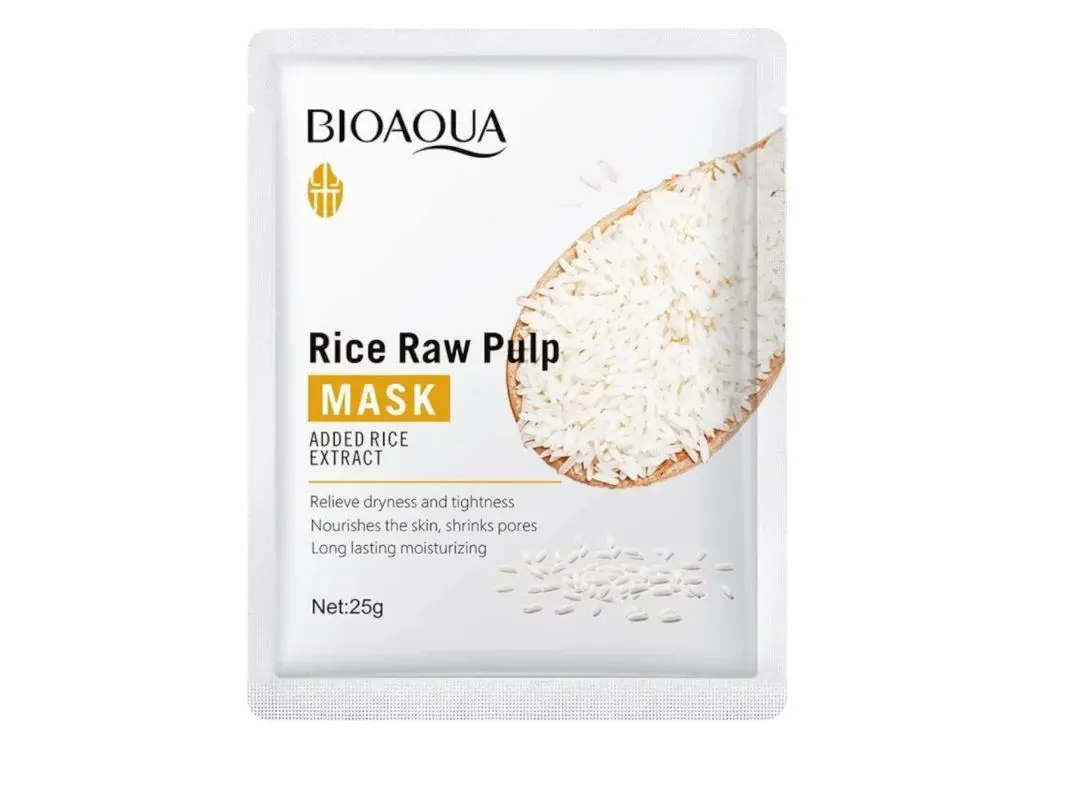 BIOAQUA
Rice Raw Pulp
MASK
ADDED RICE
EXTRACT
Relieve dryness and tightness
Nourishes the skin, shrinks pores
Long lasting moisturizing
Net:25g